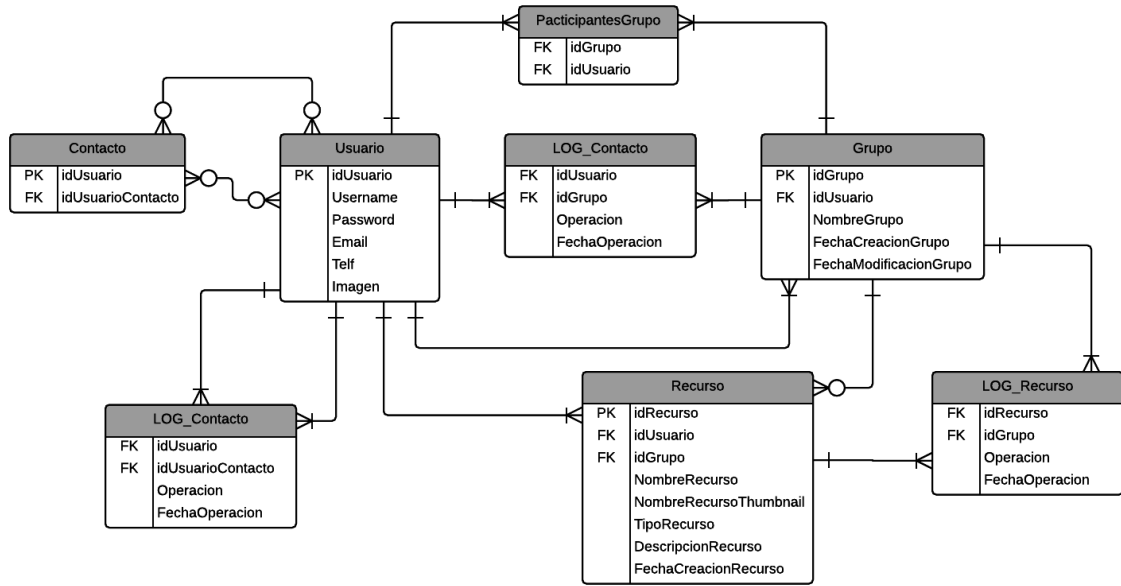 PacticipantesGrupo
FK idGrupo
FK idUsuario
Contacto
PK idUsuario
FK idUsuarioContacto
Usuario
PK idUsuario
Username
Password
Email
Telf
Imagen
LOG_Contacto
FK idUsuario
FK idGrupo
Operacion
FechaOperacion
Grupo
PK idGrupo
FK idUsuario
NombreGrupo
FechaCreacionGrupo
FechaModificacionGrupo
LOG_Contacto
FK idUsuario
FK idUsuarioContacto
Operacion
FechaOperacion
Recurso
PK idRecurso
FK idUsuario
FK idGrupo
NombreRecurso
NombreRecursoThumbnail
TipoRecurso
DescripcionRecurso
FechaCreacionRecurso
LOG_Recurso
FK idRecurso
FK idGrupo
Operacion
FechaOperacion